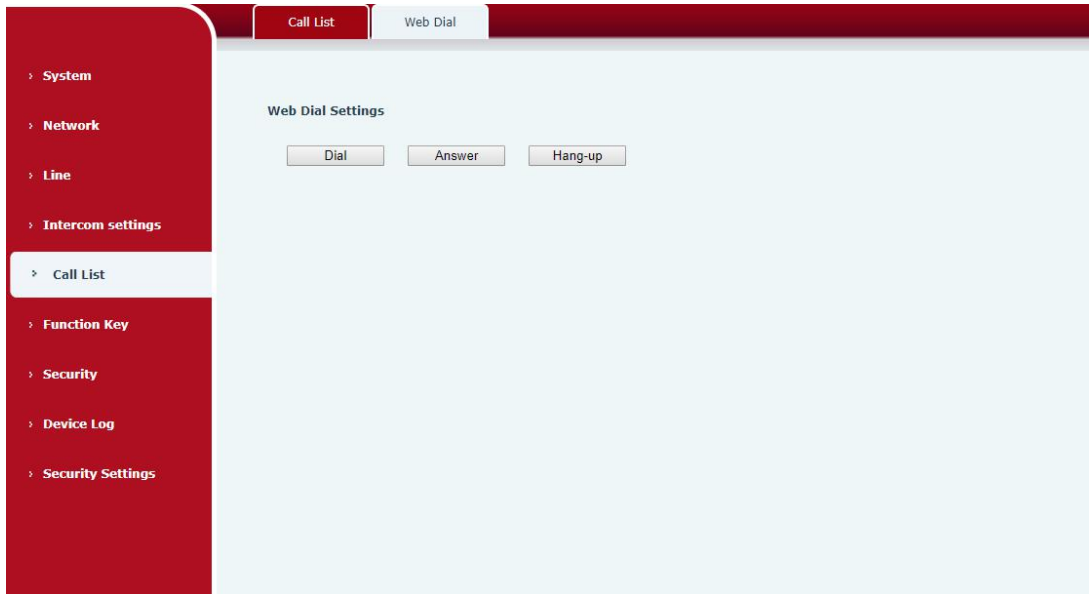 Call List Web Dial
System
Network
Line
Intercom settings
Call List
Function Key
Security
Device Log
Security Settings
Web Dial Settings
Dial Answer Hang-up